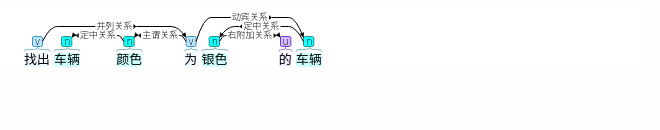 动宾关系
并列关系 定中关系
定中关系 主谓关系 右附加关系
v n n v n u n
找出 车辆 颜色 为 银色 的 车辆